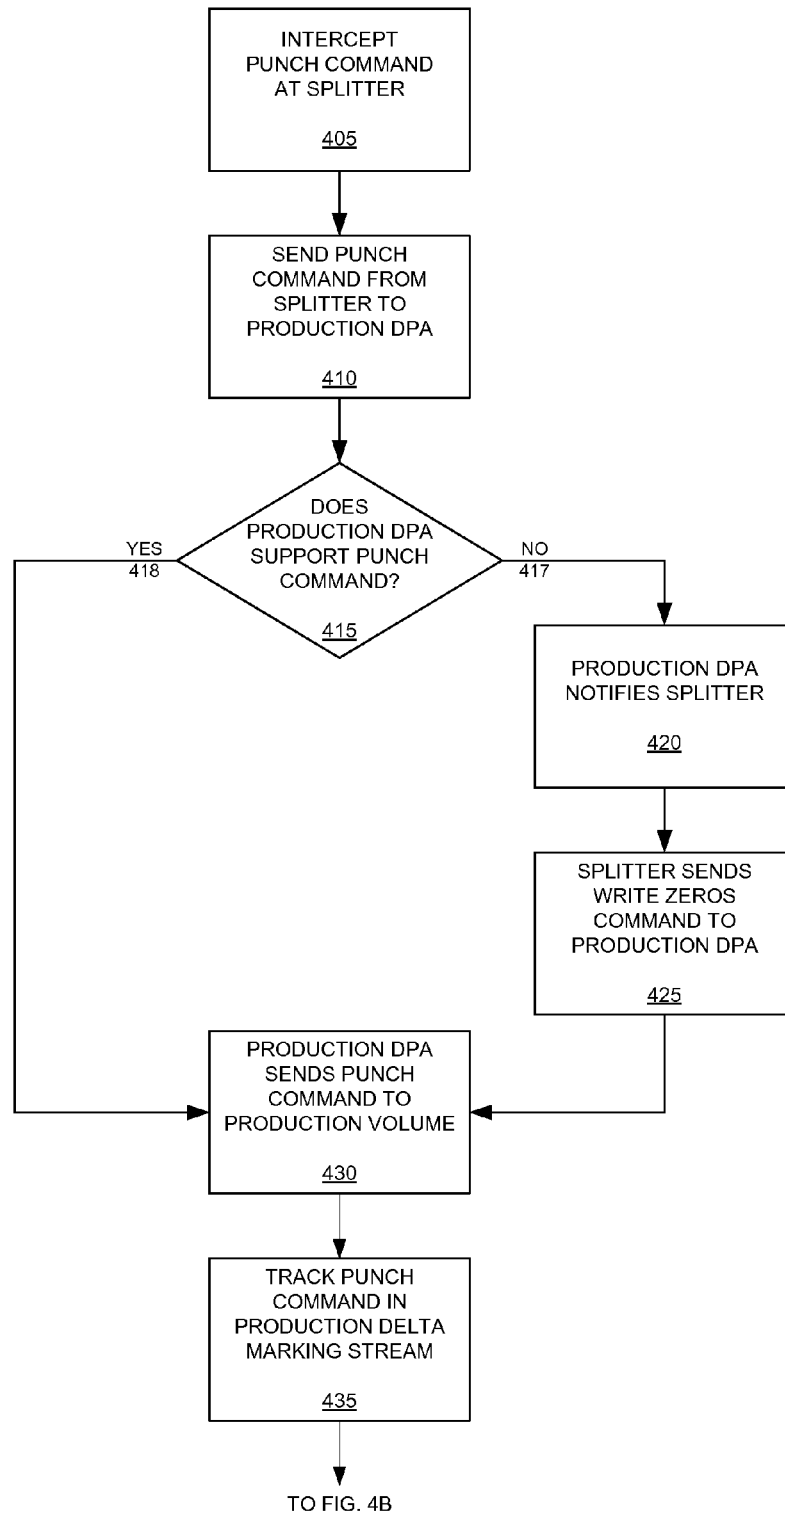 INTERCEPT
PUNCH COMMAND
AT SPLITTER
405
SEND PUNCH
COMMAND FROM
SPLITTER TO
PRODUCTION DPA
410
DOES
PRODUCTION DPA
SUPPORT PUNCH
COMMAND?
415
YES
418
NO
417
PRODUCTION DPA
NOTIFIES SPLITTER
420
SPLITTER SENDS
WRITE ZEROS
COMMAND TO
PRODUCTION DPA
425
PRODUCTION DPA
SENDS PUNCH
COMMAND TO
PRODUCTION VOLUME
430
TRACK PUNCH
COMMAND IN
PRODUCTION DELTA
MARKING STREAM
435
TO FIG. 4B